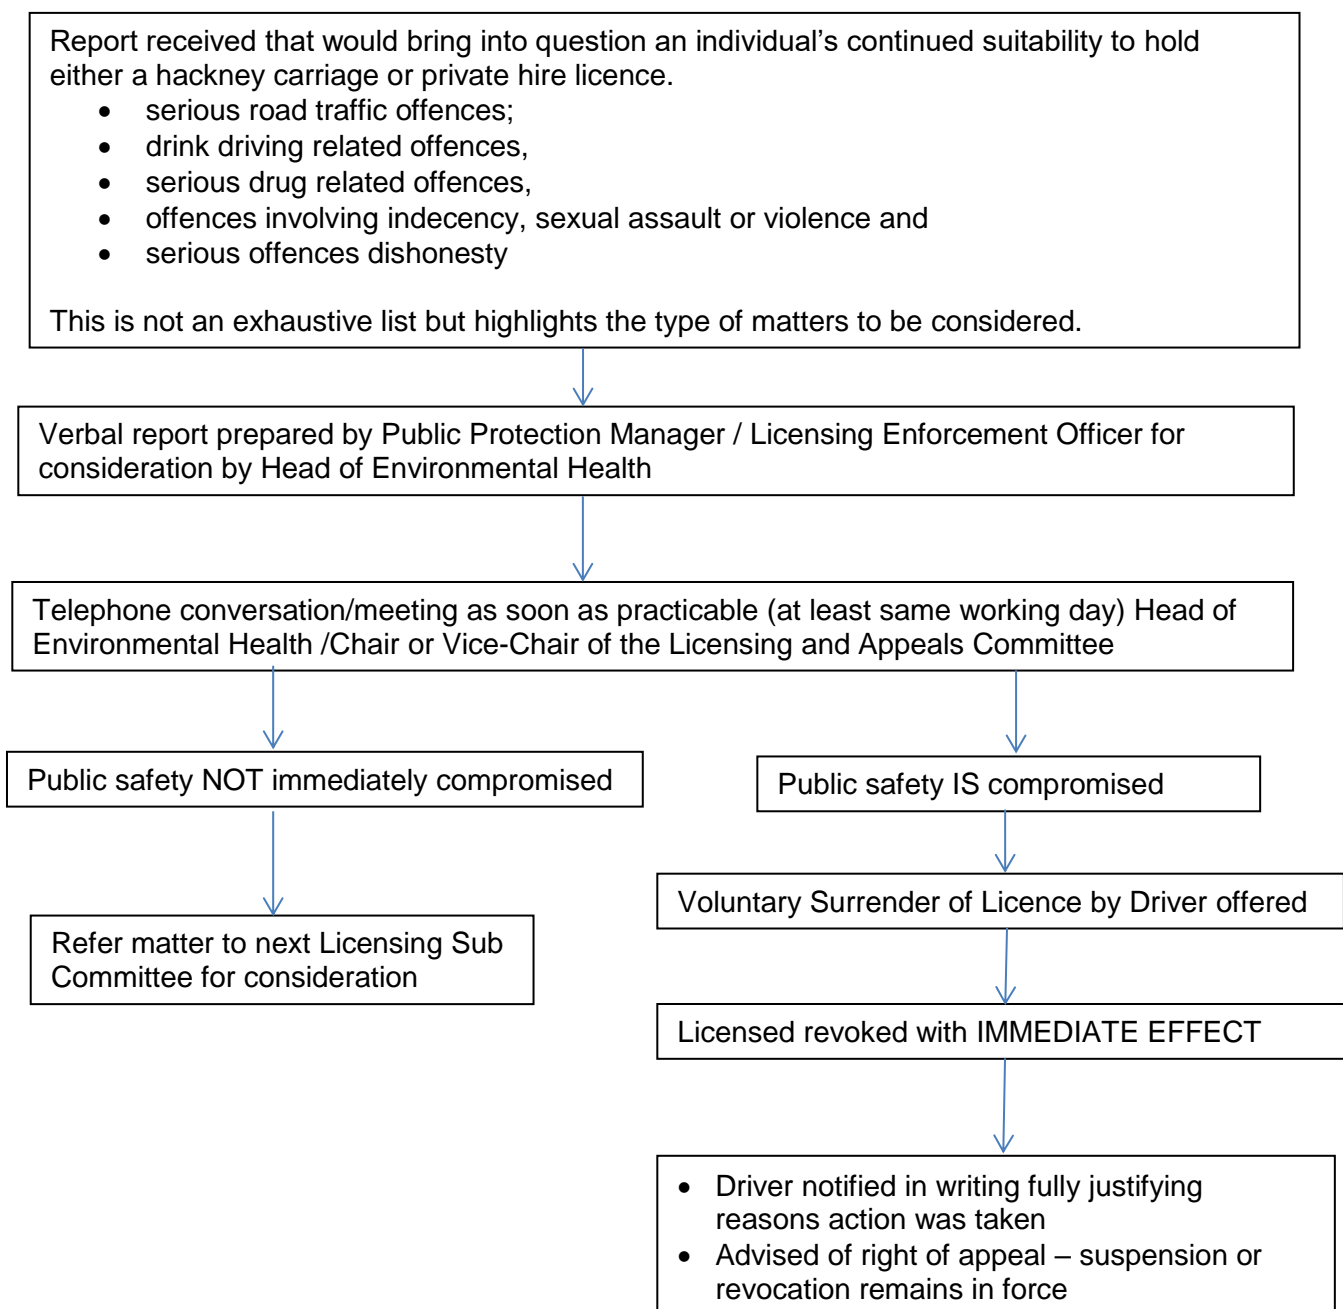 Report received that would bring into question an individual’s continued suitability to hold
either a hackney carriage or private hire licence.
• serious road traffic offences;
• drink driving related offences,
• serious drug related offences,
• offences involving indecency, sexual assault or violence and
• serious offences dishonesty
This is not an exhaustive list but highlights the type of matters to be considered.
Verbal report prepared by Public Protection Manager / Licensing Enforcement Officer for
consideration by Head of Environmental Health
Telephone conversation/meeting as soon as practicable (at least same working day) Head of
Environmental Health /Chair or Vice-Chair of the Licensing and Appeals Committee
Public safety NOT immediately compromised
Refer matter to next Licensing Sub
Committee for consideration
Public safety IS compromised
Voluntary Surrender of Licence by Driver offered
Licensed revoked with IMMEDIATE EFFECT
• Driver notified in writing fully justifying
reasons action was taken
• Advised of right of appeal – suspension or
revocation remains in force